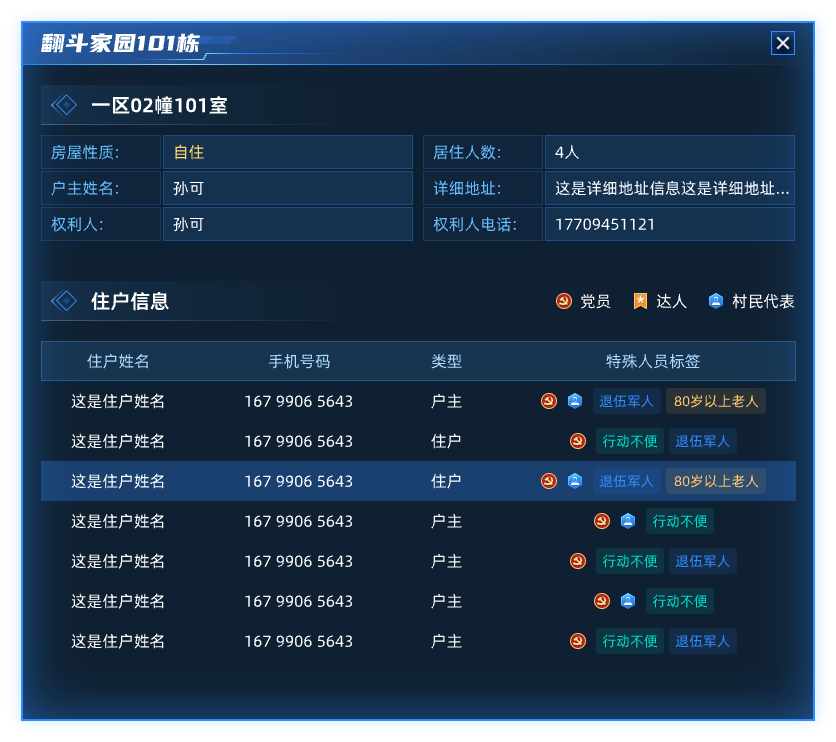 翻斗家园101栋
一区02幢101室
房屋性质: 自住 居住人数: 4人
户主姓名: 孙可 详细地址: 这是详细地址信息这是详细地址...
权利人: 孙可 权利人电话: 17709451121
住户信息 党员 达人 村民代表
住户姓名 手机号码 类型 特殊人员标签
这是住户姓名 167 9906 5643 户主 退伍军人 80岁以上老人
这是住户姓名 167 9906 5643 住户 行动不便 退伍军人
这是住户姓名 167 9906 5643 住户 退伍军人 80岁以上老人
这是住户姓名 167 9906 5643 户主 行动不便
这是住户姓名 167 9906 5643 户主 行动不便 退伍军人
这是住户姓名 167 9906 5643 户主 行动不便
这是住户姓名 167 9906 5643 户主 行动不便 退伍军人